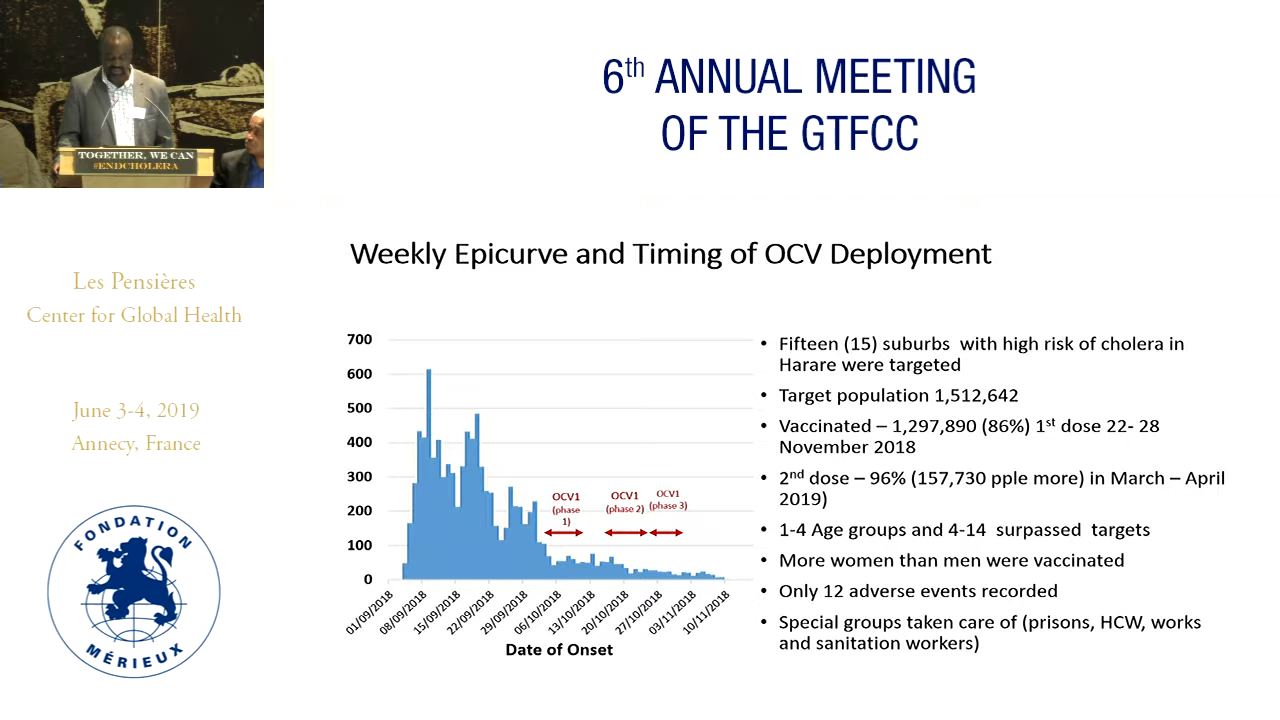 TOGETHER, WE CAN
#ENDCHOLERA
6th ANNUAL MEETING
OF THE GTFCC
Les Pensières
Center for Global Health
June 3-4, 2019
Annecy, France
FONDATION
MÉRIEUX
Weekly Epicurve and Timing of OCV Deployment
700
600
500
400
300
200
100
0
OCV1
(phase
1)
OCV1
(phase 2)
OCV1
(phase 3)
01/09/2018
08/09/2018
15/09/2018
22/09/2018
29/09/2018
06/10/2018
13/10/2018
20/10/2018
27/10/2018
03/11/2018
10/11/2018
Date of Onset
• Fifteen (15) suburbs with high risk of cholera in
Harare were targeted
• Target population 1,512,642
• Vaccinated – 1,297,890 (86%) 1st dose 22- 28
November 2018
• 2nd dose – 96% (157,730 pple more) in March – April
2019)
• 1-4 Age groups and 4-14 surpassed targets
• More women than men were vaccinated
• Only 12 adverse events recorded
• Special groups taken care of (prisons, HCW, works
and sanitation workers)